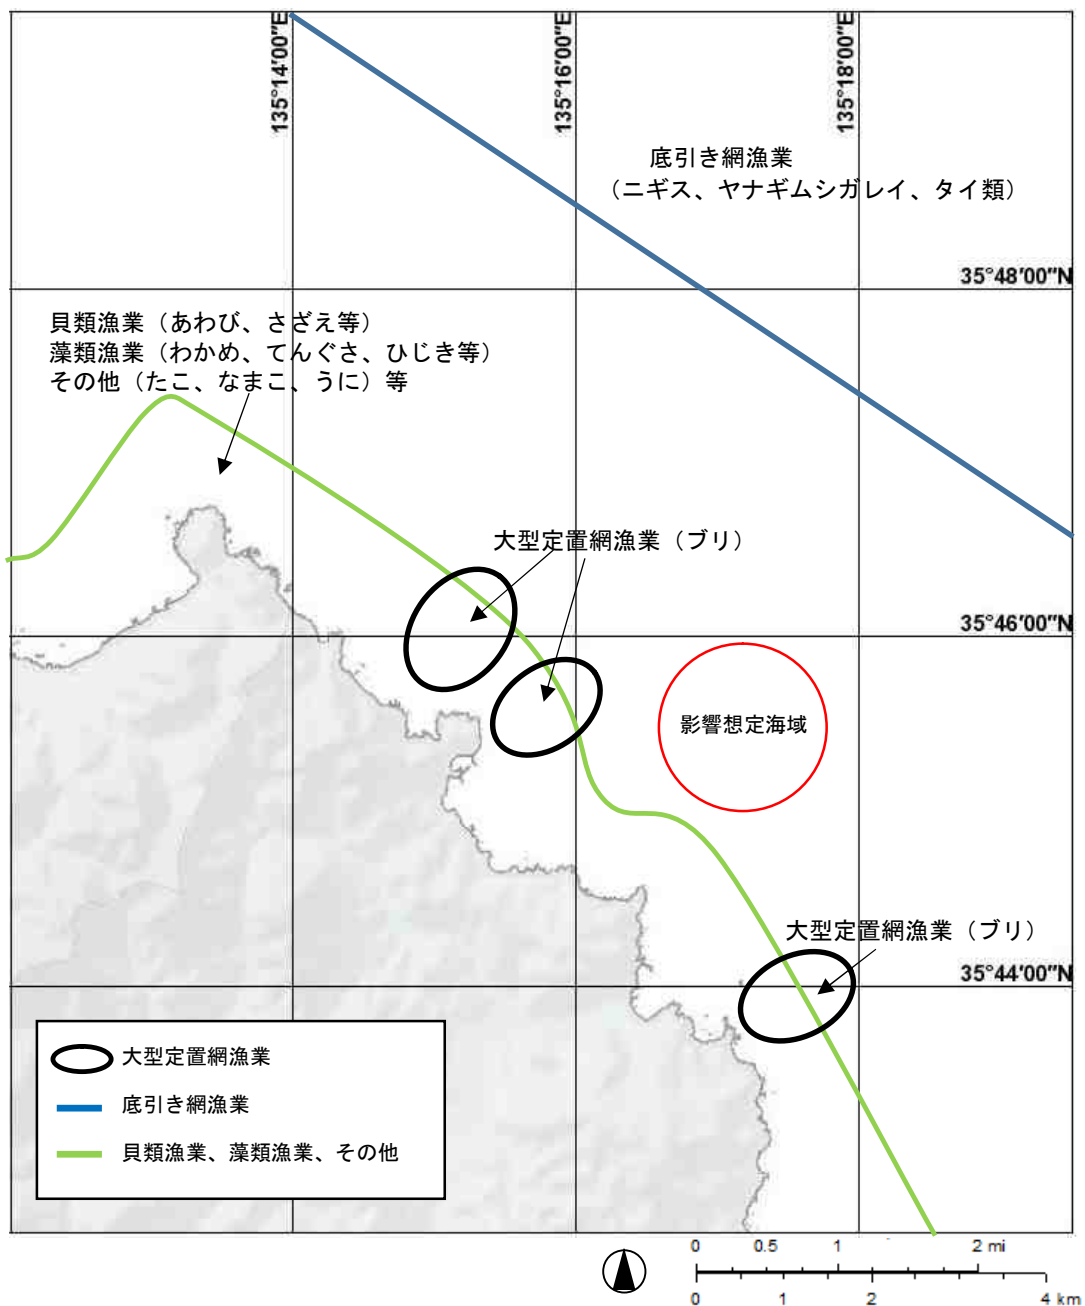 135°14′00″E
135°16′00″E
135°18′00″E
底引き網漁業
（ニギス、ヤナギムシガレイ、タイ類）
35°48′00″N
貝類漁業（あわび、さざえ等）
藻類漁業（わかめ、てんぐさ、ひじき等）
その他（たこ、なまこ、うに）等
大型定置網漁業（ブリ）
35°46′00″N
影響想定海域
大型定置網漁業（ブリ）
35°44′00″N
大型定置網漁業
底引き網漁業
貝類漁業、藻類漁業、その他
0 0.5 1 2 mi
0 1 2 4 km